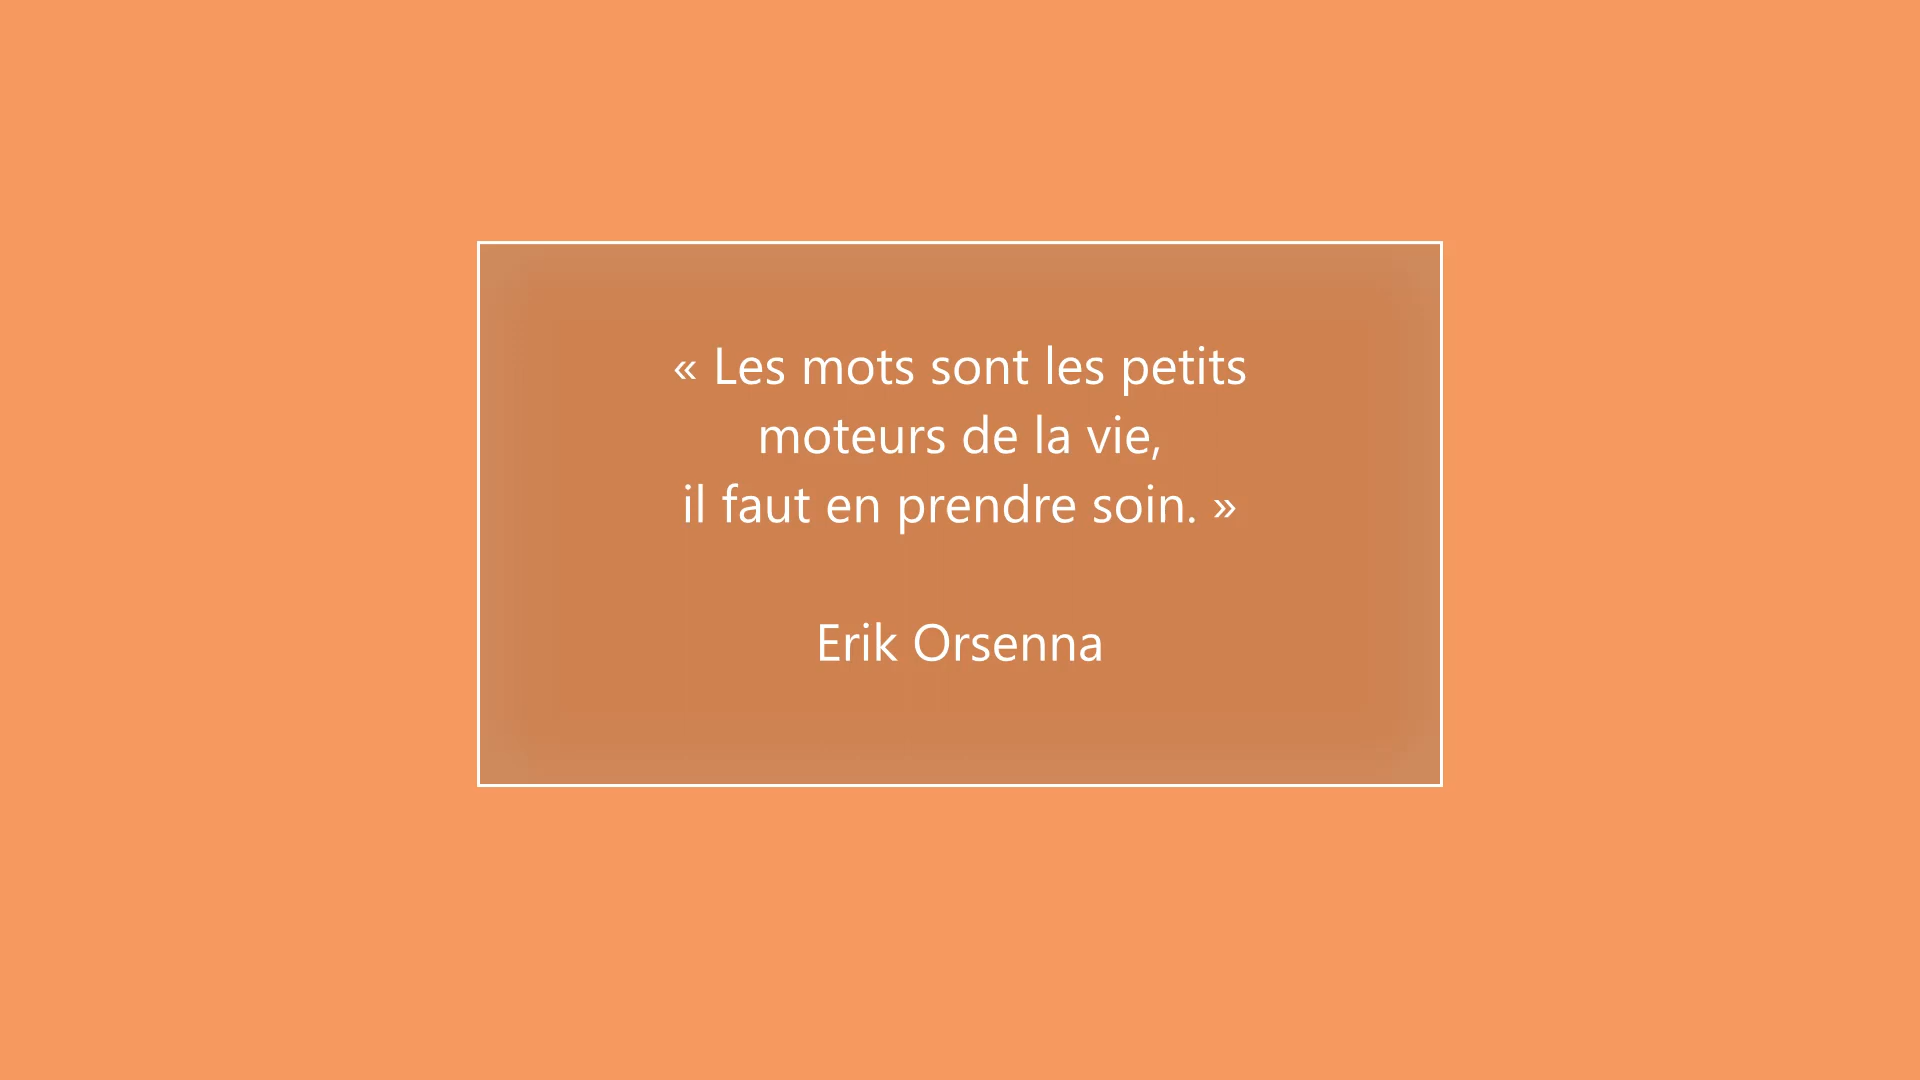 « Les mots sont les petits
moteurs de la vie,
il faut en prendre soin. »
Erik Orsenna